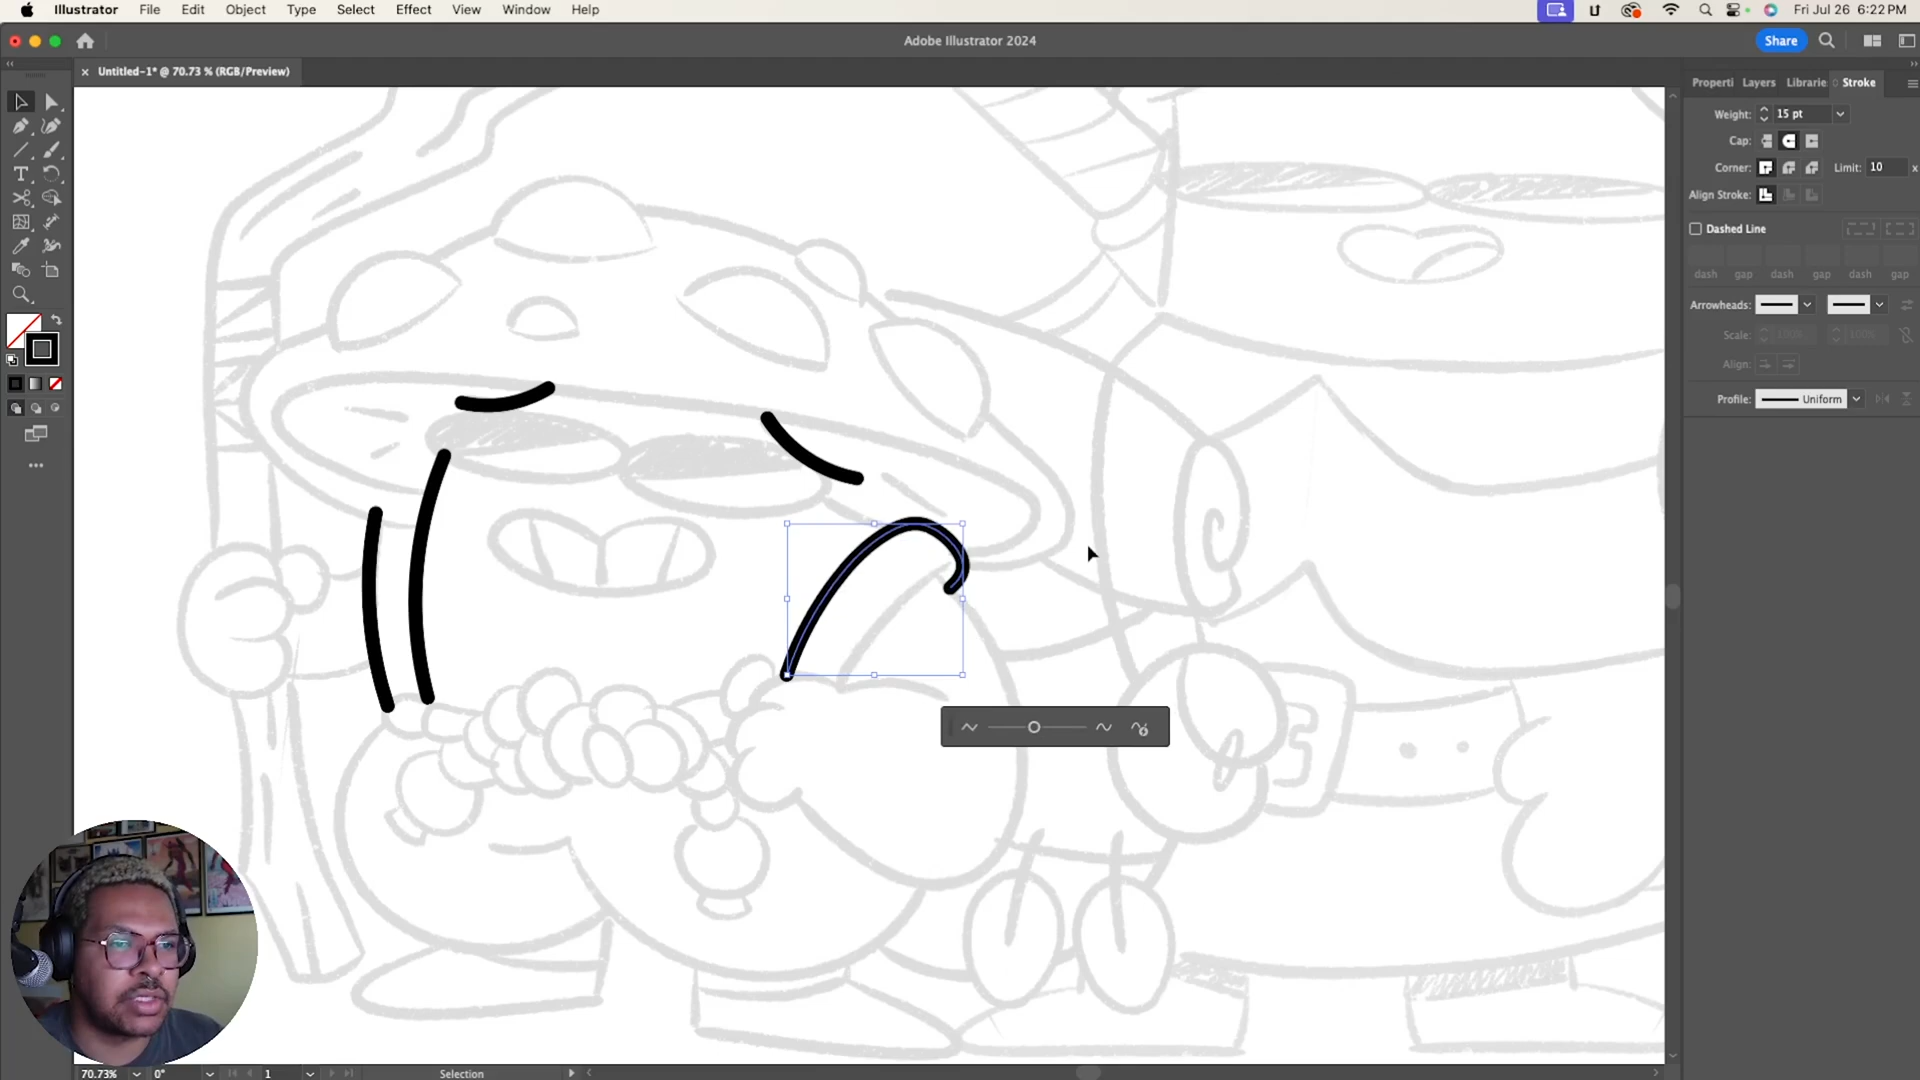 Illustrator File Edit Object Type Select Effect View Window Help Fri Jul 26 6:22 PM
Adobe Illustrator 2024
Share
× Untitled-1* @ 70.73 % (RGB/Preview)
Properti Layers Librarie Stroke
Weight: 15 pt
Cap:
Corner: Limit: 10 x
Align Stroke:
Dashed Line
dash gap dash gap dash gap
Arrowheads:
Scale: 100% 100%
Align:
Profile: Uniform
70.73% 0° 1 Selection